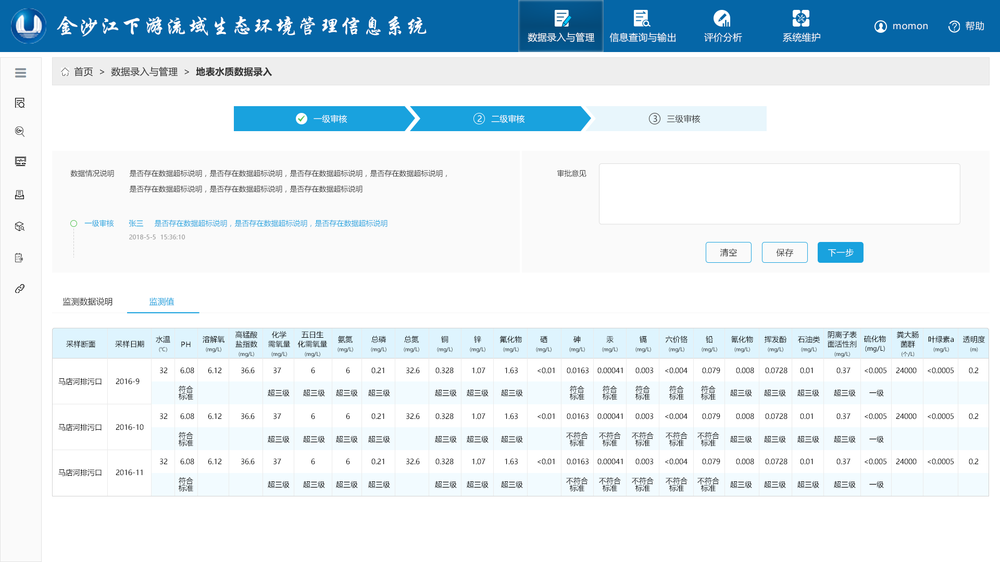 金沙江下游流域生态环境管理信息系统
数据录入与管理
信息查询与输出
评价分析
系统维护
momon
帮助
首页 > 数据录入与管理 > 地表水质数据录入
一级审核
2 二级审核
3 三级审核
数据情况说明
是否存在数据超标说明，是否存在数据超标说明，是否存在数据超标说明，是否存在数据超标说明，
是否存在数据超标说明，是否存在数据超标说明，是否存在数据超标说明
一级审核 张三 是否存在数据超标说明，是否存在数据超标说明，是否存在数据超标说明
2018-5-5 15:36:10
审批意见
清空 保存 下一步
监测数据说明 监测值
采样断面 采样日期 水温(℃) PH 溶解氧(mg/L) 高锰酸盐指数(mg/L) 化学需氧量(mg/L) 五日生化需氧量(mg/L) 氨氮(mg/L) 总磷(mg/L) 总氮(mg/L) 铜(mg/L) 锌(mg/L) 氟化物(mg/L) 硒(mg/L) 砷(mg/L) 汞(mg/L) 镉(mg/L) 六价铬(mg/L) 铅(mg/L) 氰化物(mg/L) 挥发酚(mg/L) 石油类(mg/L) 阴离子表面活性剂(mg/L) 硫化物(mg/L) 粪大肠菌群(个/L) 叶绿素a(mg/L) 透明度(m)
马店河排污口 2016-9 32 6.08 6.12 36.6 37 6 6 0.21 32.6 0.328 1.07 1.63 <0.01 0.0163 0.00041 0.003 <0.004 0.079 0.008 0.0728 0.01 0.37 <0.005 24000 <0.0005 0.2
符合标准 超三级 超三级 超三级 超三级 超三级 超三级 超三级 符合标准 符合标准 符合标准 符合标准 符合标准 超三级 超三级 超三级 超三级 一级
马店河排污口 2016-10 32 6.08 6.12 36.6 37 6 6 0.21 32.6 0.328 1.07 1.63 <0.01 0.0163 0.00041 0.003 <0.004 0.079 0.008 0.0728 0.01 0.37 <0.005 24000 <0.0005 0.2
符合标准 超三级 超三级 超三级 超三级 超三级 超三级 超三级 不符合标准 不符合标准 不符合标准 不符合标准 不符合标准 超三级 超三级 超三级 超三级 一级
马店河排污口 2016-11 32 6.08 6.12 36.6 37 6 6 0.21 32.6 0.328 1.07 1.63 <0.01 0.0163 0.00041 0.003 <0.004 0.079 0.008 0.0728 0.01 0.37 <0.005 24000 <0.0005 0.2
符合标准 超三级 超三级 超三级 超三级 超三级 超三级 超三级 不符合标准 不符合标准 不符合标准 不符合标准 不符合标准 超三级 超三级 超三级 超三级 一级